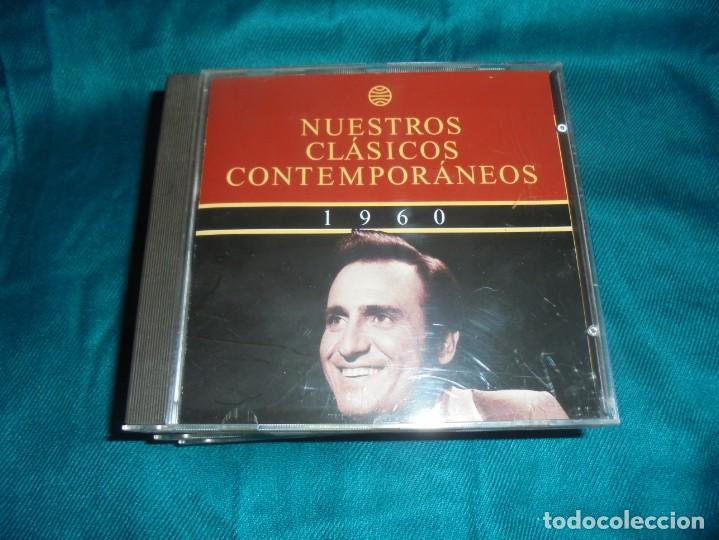 NUESTROS
CLÁSICOS
CONTEMPORÁNEOS
1960
todocoleccion